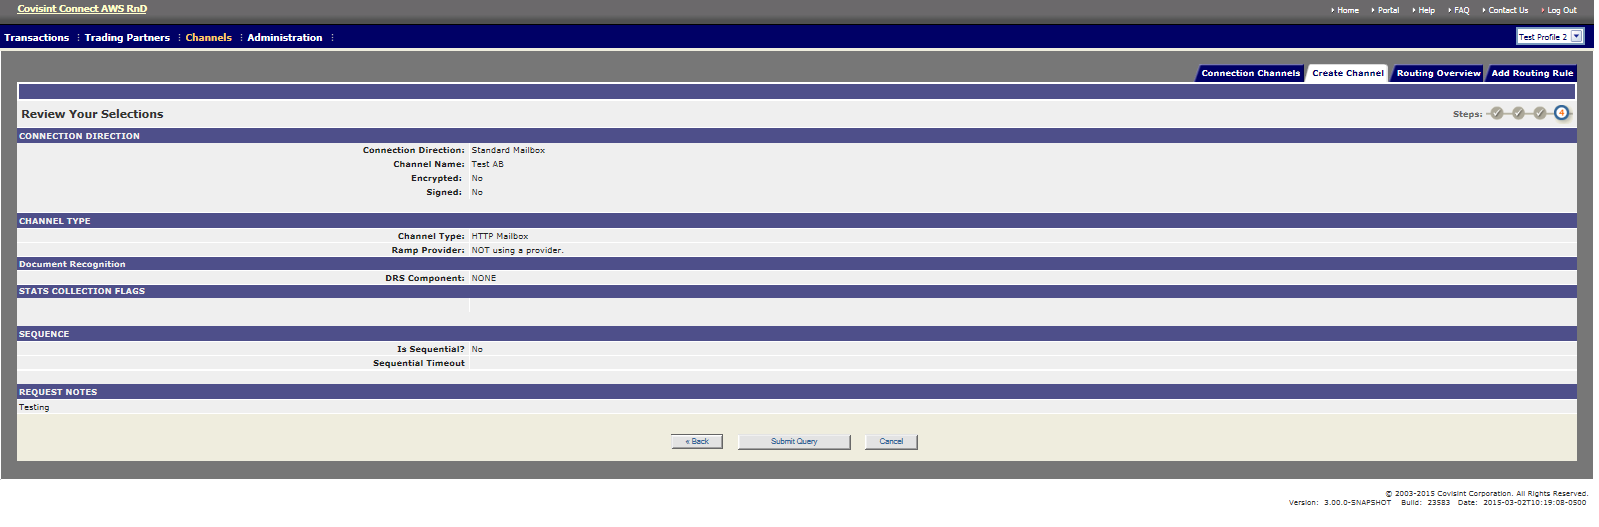 Covisint Connect AWS RnD
Home Portal Help FAQ Contact Us Log Out
Transactions Trading Partners Channels Administration
Test Profile 2
Connection Channels Create Channel Routing Overview Add Routing Rule
Review Your Selections
Steps: 4
CONNECTION DIRECTION
Connection Direction: Standard Mailbox
Channel Name: Test AB
Encrypted: No
Signed: No
CHANNEL TYPE
Channel Type: HTTP Mailbox
Ramp Provider: NOT using a provider.
Document Recognition
DRS Component: NONE
STATS COLLECTION FLAGS
SEQUENCE
Is Sequential? No
Sequential Timeout
REQUEST NOTES
Testing
« Back Submit Query Cancel
© 2003-2015 Covisint Corporation. All Rights Reserved.
Version: 3.00.0-SNAPSHOT Build: 23583 Date: 2015-03-02T10:19:08-0500